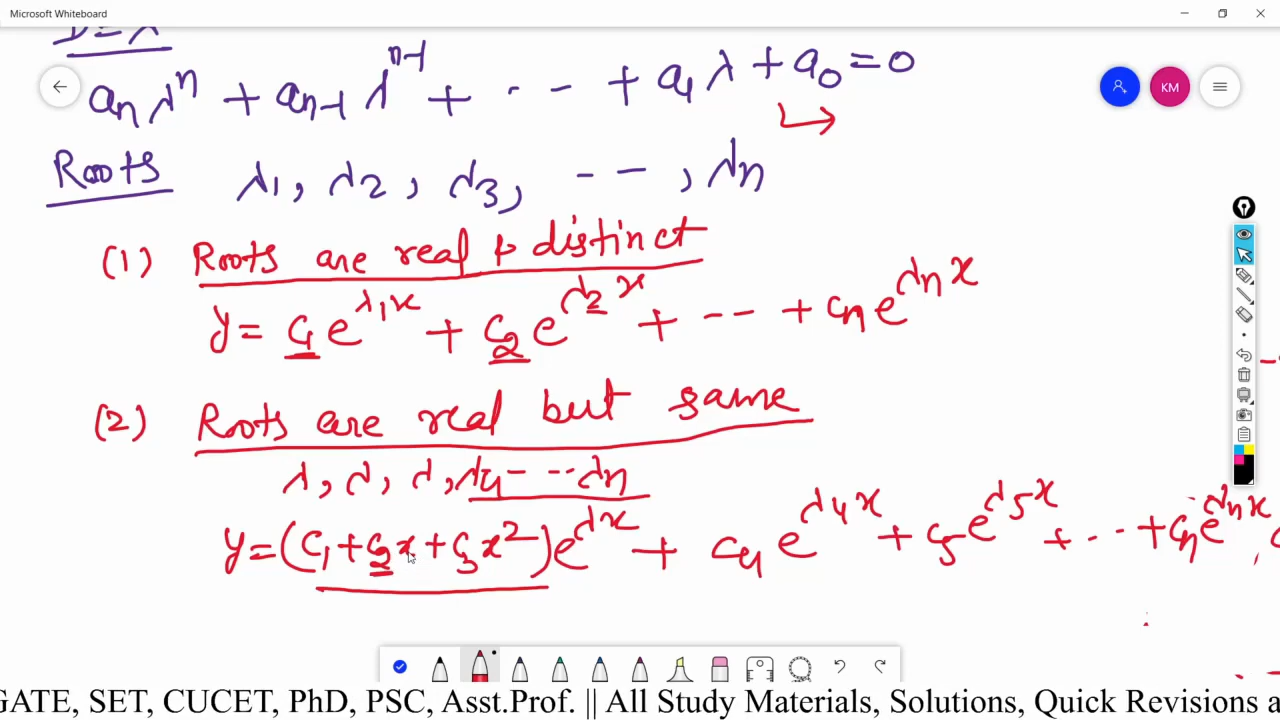 Microsoft Whiteboard
D=λ
aₙλⁿ + aₙ₋₁λⁿ⁻¹ + ⋯ + a₁λ + a₀ = 0
KM
Roots λ₁, λ₂, λ₃, ⋯, λₙ
(1) Roots are real & distinct
y = c₁e^{λ₁x} + c₂e^{λ₂x} + ⋯ + cₙe^{λₙx}
(2) Roots are real but same
λ, λ, λ, λ₄ ⋯ λₙ
y = (c₁ + c₂x + c₃x²)e^{λx} + c₄e^{λ₄x} + c₅e^{λ₅x} + ⋯ + cₙe^{λₙx}
GATE, SET, CUCET, PhD, PSC, Asst.Prof. || All Study Materials, Solutions, Quick Revisions a